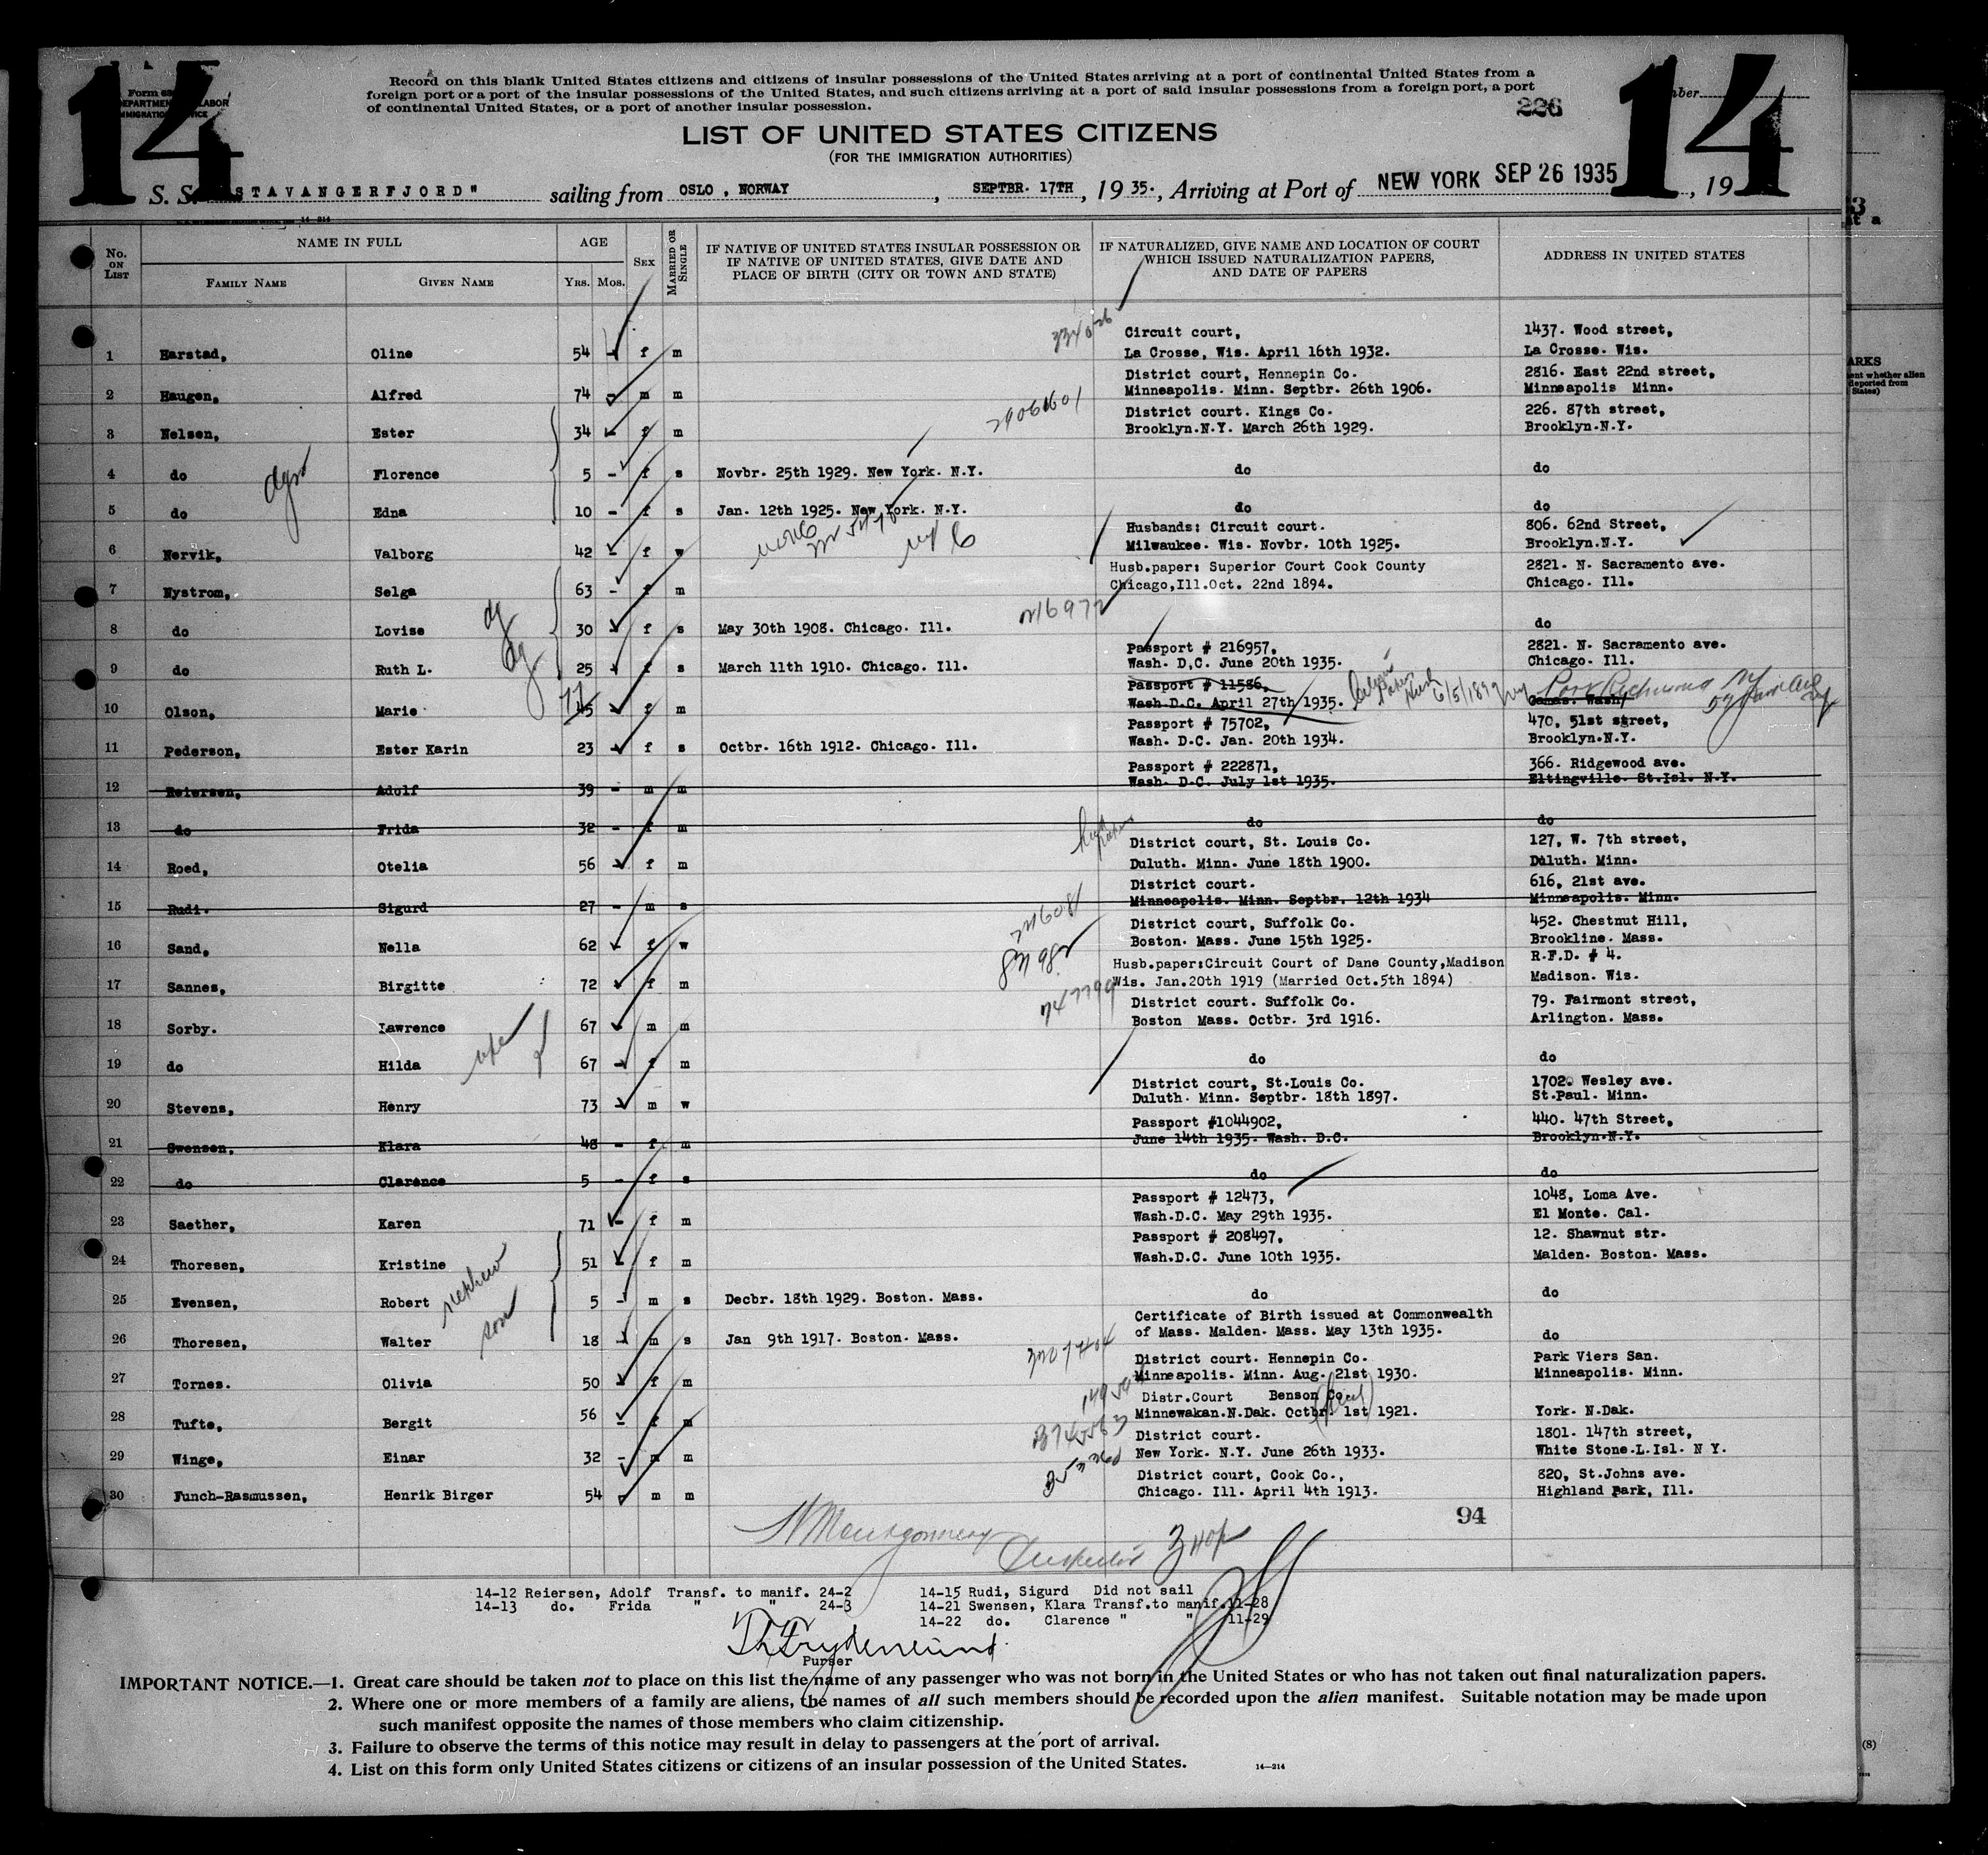 14
14
Form 63
DEPARTMENT LABOR
IMMIGRATION SERVICE
Record on this blank United States citizens and citizens of insular possessions of the United States arriving at a port of continental United States from a
foreign port or a port of the insular possessions of the United States, and such citizens arriving at a port of said insular possessions from a foreign port, a port
of continental United States, or a port of another insular possession.
226
LIST OF UNITED STATES CITIZENS
(FOR THE IMMIGRATION AUTHORITIES)
S. S. STAVANGERFJORD" sailing from OSLO , NORWAY , SEPTBR. 17TH , 19 35. , Arriving at Port of NEW YORK SEP 26 1935 , 19
No. ON LIST NAME IN FULL AGE SEX MARRIED OR SINGLE IF NATIVE OF UNITED STATES INSULAR POSSESSION OR IF NATIVE OF UNITED STATES, GIVE DATE AND PLACE OF BIRTH (CITY OR TOWN AND STATE) IF NATURALIZED, GIVE NAME AND LOCATION OF COURT WHICH ISSUED NATURALIZATION PAPERS, AND DATE OF PAPERS ADDRESS IN UNITED STATES
FAMILY NAME GIVEN NAME YRS. MOS.
Circuit court, 1437. Wood street,
1 Harstad, Oline 54 - f m La Crosse, Wis. April 16th 1932. La Crosse. Wis.
District court, Hennepin Co. 2816. East 22nd street,
2 Haugen, Alfred 74 - m m Minneapolis. Minn. Septbr. 26th 1906. Minneapolis Minn.
District court. Kings Co. 226. 87th street,
3 Nelsen, Ester 34 - f m Brooklyn.N.Y. March 26th 1929. Brooklyn.N.Y.
4 do Florence 5 - f s Novbr. 25th 1929. New York. N.Y. do do
5 do Edna 10 - f s Jan. 12th 1925. New York. N.Y. do do
Husbands: Circuit court. 806. 62nd Street,
6 Nervik, Valborg 42 - f w Milwaukee. Wis. Novbr. 10th 1925. Brooklyn.N.Y.
Husb.paper: Superior Court Cook County 2821. N. Sacramento ave.
7 Nystrom, Selga 63 - f m Chicago,Ill.Oct. 22nd 1894. Chicago. Ill.
8 do Lovise 30 - f s May 30th 1908. Chicago. Ill. do
Passport # 216957, 2821. N. Sacramento ave.
9 do Ruth L. 25 - f s March 11th 1910. Chicago. Ill. Wash. D,C. June 20th 1935. Chicago. Ill.
Passport # 11586, 6/5/1899 Port Richmond NY
10 Olson, Marie 45 77 - f m Wash.D.C. April 27th 1935. Camas. Wash
Passport # 75702, 470, 51st street,
11 Pederson, Ester Karin 23 - f s Octbr. 16th 1912. Chicago. Ill. Wash. D.C. Jan. 20th 1934. Brooklyn.N.Y.
Passport # 222871, 366. Ridgewood ave.
12 Reiersen, Adolf 39 - m m Wash. D.C. July 1st 1935. Eltingville. St.Isl. N.Y.
13 do Frida 32 - f m do do
District court, St. Louis Co. 127, W. 7th street,
14 Roed, Otelia 56 - f m Duluth. Minn. June 18th 1900. Duluth. Minn.
District court. 616, 21st ave.
15 Rudi. Sigurd 27 - m s Minneapolis. Minn. Septbr. 12th 1934 Minneapolis. Minn.
District court, Suffolk Co. 452. Chestnut Hill,
16 Sand, Nella 62 - f w Boston. Mass. June 15th 1925. Brookline. Mass.
Husb.paper:Circuit Court of Dane County,Madison R.F.D. # 4.
17 Sannes, Birgitte 72 - f m Wis. Jan.20th 1919 (Married Oct.5th 1894) Madison. Wis.
District court. Suffolk Co. 79. Fairmont street,
18 Sorby. Lawrence 67 - m m Boston Mass. Octbr. 3rd 1916. Arlington. Mass.
19 do Hilda 67 - f m do do
District court, St.Louis Co. 1702. Wesley ave.
20 Stevens, Henry 73 - m w Duluth. Minn. Septbr. 18th 1897. St.Paul. Minn.
Passport #1044902, 440. 47th Street,
21 Swensen, Klara 48 - f m June 14th 1935. Wash. D.C. Brooklyn.N.Y.
22 do Clarence 5 - f s do do
Passport # 12473, 1048, Loma Ave.
23 Saether, Karen 71 - f m Wash.D.C. May 29th 1935. El Monte. Cal.
Passport # 208497, 12. Shawnut str.
24 Thoresen, Kristine 51 - f m Wash.D.C. June 10th 1935. Malden. Boston. Mass.
25 Evensen, Robert nephew 5 - m s Decbr. 18th 1929. Boston. Mass. do do
Certificate of Birth issued at Commonwealth
26 Thoresen, Walter son 18 - m s Jan 9th 1917. Boston. Mass. of Mass. Malden. Mass. May 13th 1935. do
District court. Hennepin Co. Park Viers San.
27 Tornes. Olivia 50 - f m Minneapolis. Minn. Aug. 21st 1930. Minneapolis. Minn.
Distr.Court Benson Co.
28 Tufte, Bergit 56 - f m Minnewakan.N.Dak. Octbr. 1st 1921. York. N.Dak.
District court. 1801. 147th street,
29 Winge, Einar 32 - m m New York. N.Y. June 26th 1933. White Stone.L.Isl. N Y.
District court, Cook Co., 820, St.Johns ave.
30 Funch-Rasmussen, Henrik Birger 54 - m m Chicago. Ill. April 4th 1913. Highland Park, Ill.
94
Montgomery Inspector
14-12 Reiersen, Adolf Transf. to manif. 24-2 14-15 Rudi, Sigurd Did not sail
14-13 do. Frida " " 24-3 14-21 Swensen, Klara Transf.to manif.11-28
14-22 do. Clarence " " 11-29
Purser
IMPORTANT NOTICE.—1. Great care should be taken not to place on this list the name of any passenger who was not born in the United States or who has not taken out final naturalization papers.
2. Where one or more members of a family are aliens, the names of all such members should be recorded upon the alien manifest. Suitable notation may be made upon
such manifest opposite the names of those members who claim citizenship.
3. Failure to observe the terms of this notice may result in delay to passengers at the port of arrival.
4. List on this form only United States citizens or citizens of an insular possession of the United States.
14—214
(8)